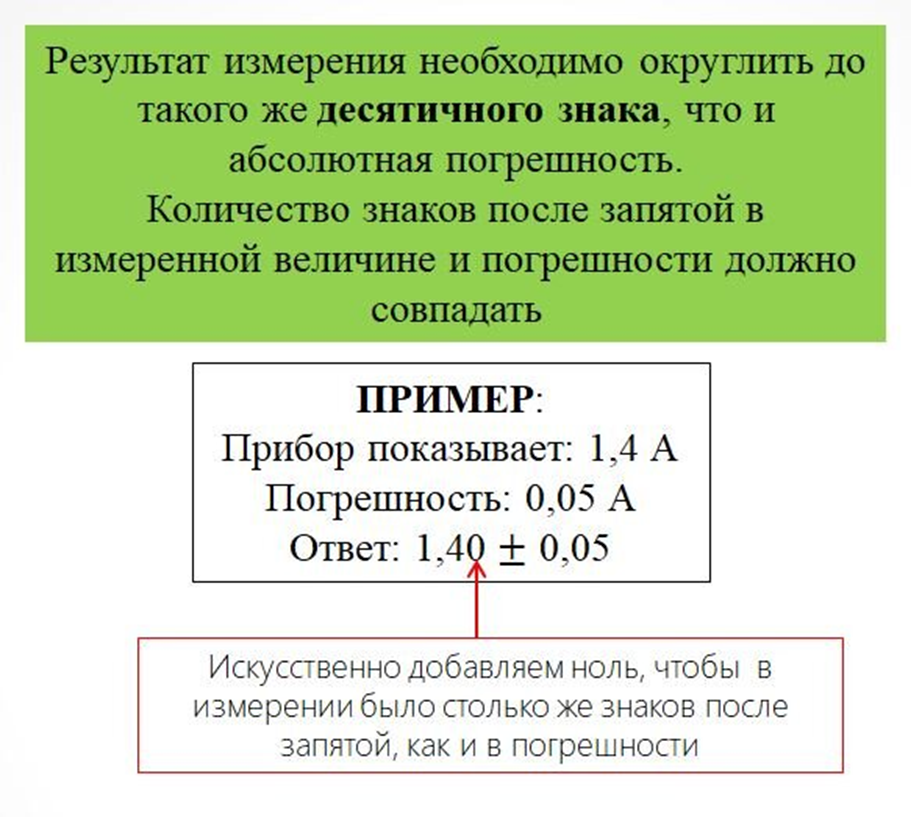 Результат измерения необходимо округлить до
такого же десятичного знака, что и
абсолютная погрешность.
Количество знаков после запятой в
измеренной величине и погрешности должно
совпадать
ПРИМЕР:
Прибор показывает: 1,4 А
Погрешность: 0,05 А
Ответ: 1,40 ± 0,05
Искусственно добавляем ноль, чтобы в
измерении было столько же знаков после
запятой, как и в погрешности